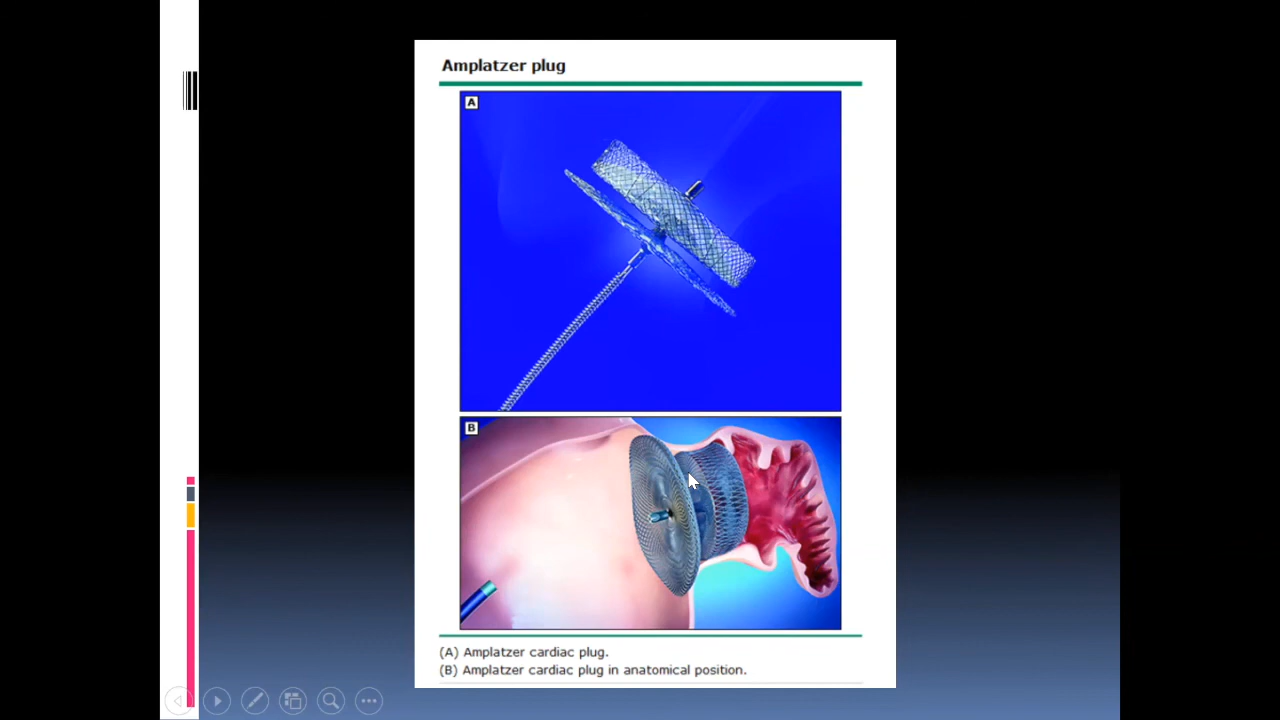 Amplatzer plug
A
B
(A) Amplatzer cardiac plug.
(B) Amplatzer cardiac plug in anatomical position.